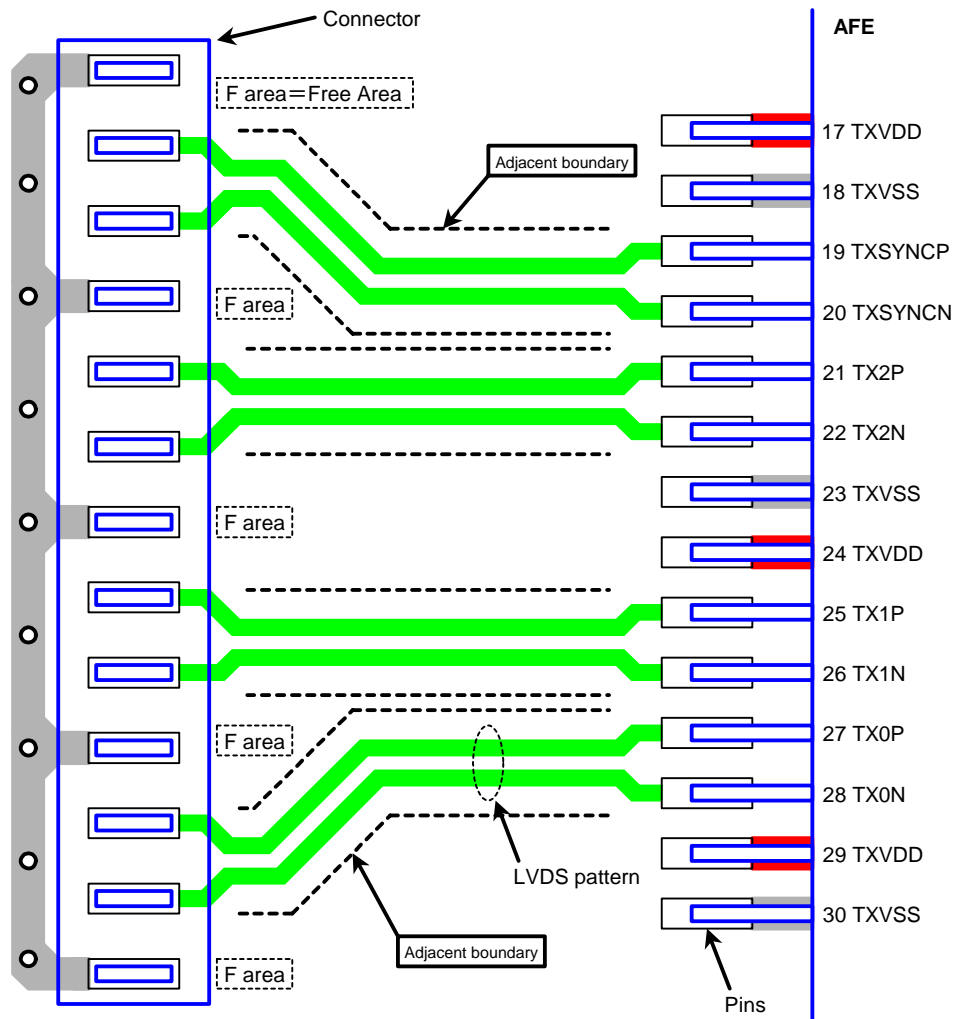 Connector
AFE
F area＝Free Area
17 TXVDD
Adjacent boundary
18 TXVSS
19 TXSYNCP
F area
20 TXSYNCN
21 TX2P
22 TX2N
23 TXVSS
F area
24 TXVDD
25 TX1P
26 TX1N
27 TX0P
F area
28 TX0N
29 TXVDD
LVDS pattern
30 TXVSS
Adjacent boundary
F area
Pins